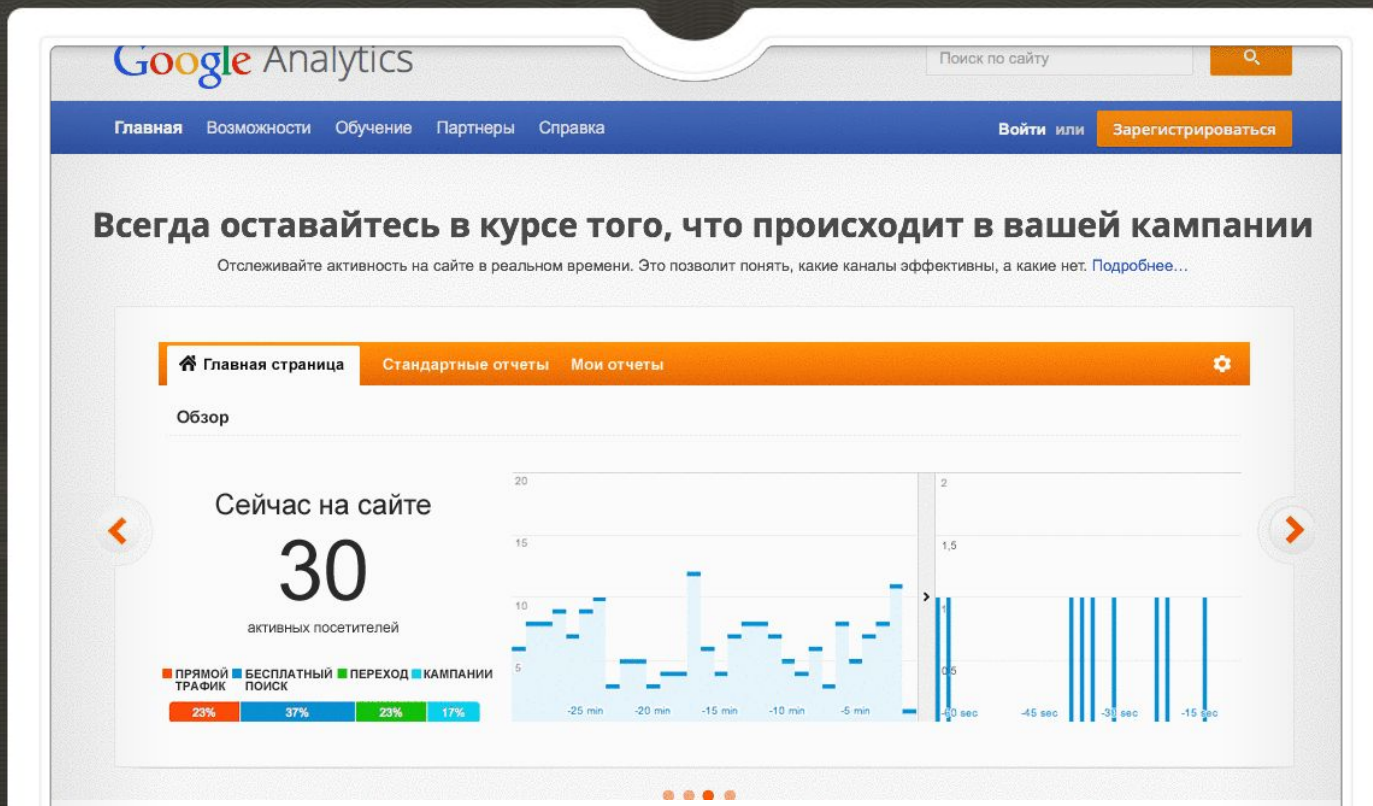 Google Analytics
Поиск по сайту
Главная Возможности Обучение Партнеры Справка Войти или Зарегистрироваться
Всегда оставайтесь в курсе того, что происходит в вашей кампании
Отслеживайте активность на сайте в реальном времени. Это позволит понять, какие каналы эффективны, а какие нет. Подробнее…
Главная страница Стандартные отчеты Мои отчеты
Обзор
Сейчас на сайте
30
активных посетителей
ПРЯМОЙ ТРАФИК
БЕСПЛАТНЫЙ ПОИСК
ПЕРЕХОД
КАМПАНИИ
23% 37% 23% 17%
20
15
10
5
-25 min -20 min -15 min -10 min -5 min
2
1,5
1
0,5
-60 sec -45 sec -30 sec -15 sec